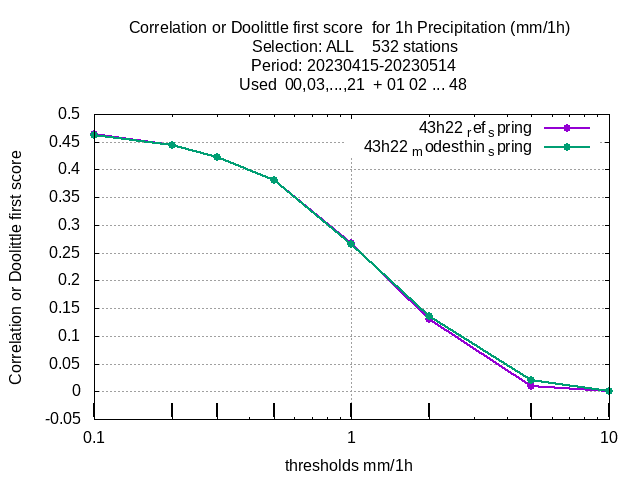 Correlation or Doolittle first score  for 1h Precipitation (mm/1h)
Selection: ALL    532 stations
Period: 20230415-20230514
Used  00,03,...,21  + 01 02 ... 48
43h22 ref spring
43h22 modesthin spring
0.5
0.45
0.4
0.35
0.3
0.25
0.2
0.15
0.1
0.05
0
-0.05
Correlation or Doolittle first score
0.1 1 10
thresholds mm/1h